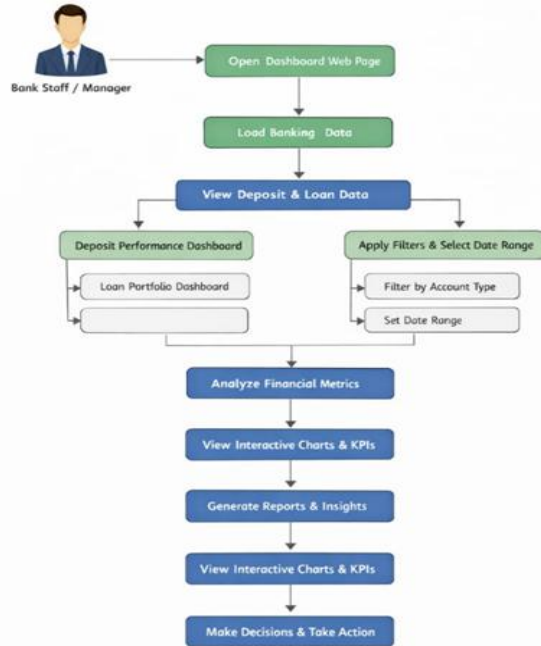 Bank Staff / Manager
Open Dashboard Web Page
Load Banking Data
View Deposit & Loan Data
Deposit Performance Dashboard
Loan Portfolio Dashboard
Apply Filters & Select Date Range
Filter by Account Type
Set Date Range
Analyze Financial Metrics
View Interactive Charts & KPIs
Generate Reports & Insights
View Interactive Charts & KPIs
Make Decisions & Take Action